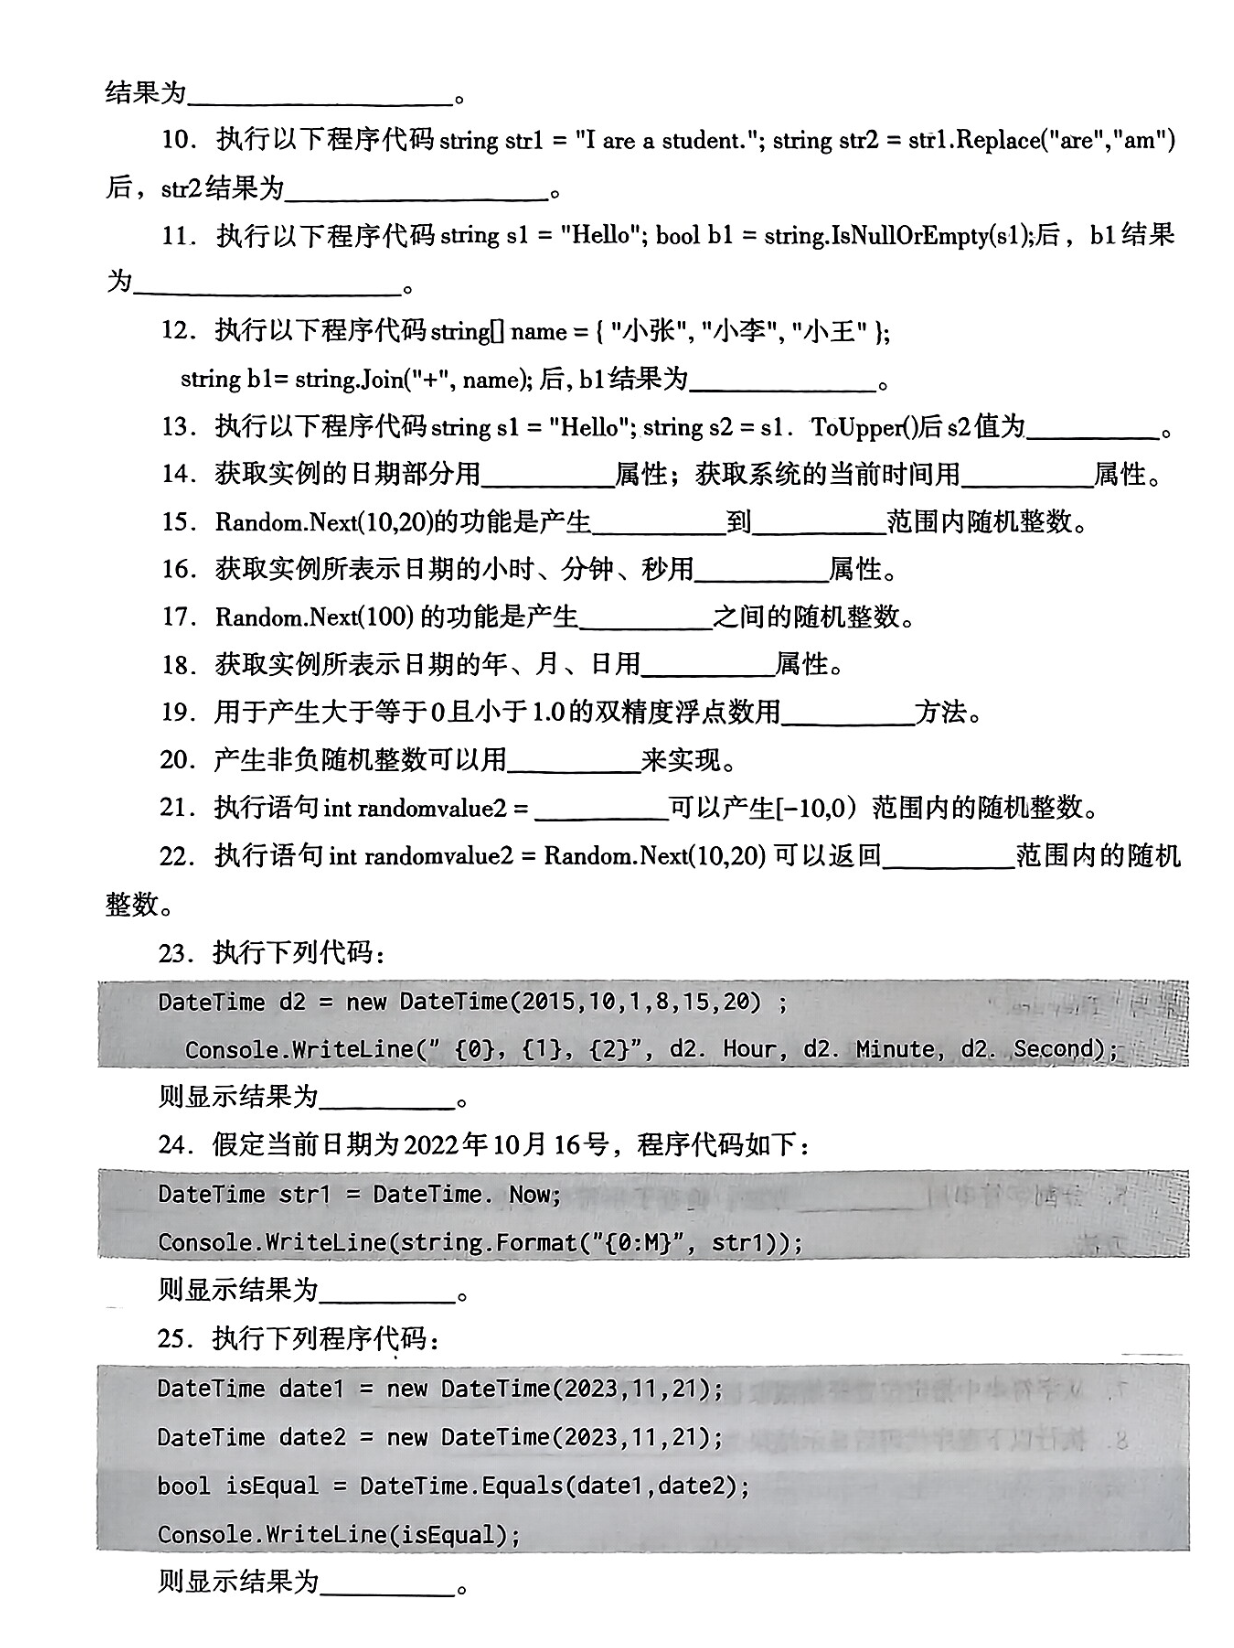 结果为____________________。
10．执行以下程序代码 string str1 = "I are a student."; string str2 = str1.Replace("are","am")
后，str2结果为____________________。
11．执行以下程序代码 string s1 = "Hello"; bool b1 = string.IsNullOrEmpty(s1);后，b1结果
为____________________。
12．执行以下程序代码 string[] name = { "小张", "小李", "小王" };
string b1= string.Join("+", name); 后, b1结果为______________。
13．执行以下程序代码 string s1 = "Hello"; string s2 = s1．ToUpper()后 s2值为__________。
14．获取实例的日期部分用__________属性；获取系统的当前时间用__________属性。
15．Random.Next(10,20)的功能是产生__________到__________范围内随机整数。
16．获取实例所表示日期的小时、分钟、秒用__________属性。
17．Random.Next(100) 的功能是产生__________之间的随机整数。
18．获取实例所表示日期的年、月、日用__________属性。
19．用于产生大于等于0且小于1.0的双精度浮点数用__________方法。
20．产生非负随机整数可以用__________来实现。
21．执行语句 int randomvalue2 = __________可以产生[-10,0）范围内的随机整数。
22．执行语句 int randomvalue2 = Random.Next(10,20) 可以返回__________范围内的随机
整数。
23．执行下列代码：
DateTime d2 = new DateTime(2015,10,1,8,15,20) ;
Console.WriteLine(" {0}, {1}, {2}", d2. Hour, d2. Minute, d2. Second);
则显示结果为__________。
24．假定当前日期为2022年10月16号，程序代码如下：
DateTime str1 = DateTime. Now;
Console.WriteLine(string.Format("{0:M}", str1));
则显示结果为__________。
25．执行下列程序代码：
DateTime date1 = new DateTime(2023,11,21);
DateTime date2 = new DateTime(2023,11,21);
bool isEqual = DateTime.Equals(date1,date2);
Console.WriteLine(isEqual);
则显示结果为__________。